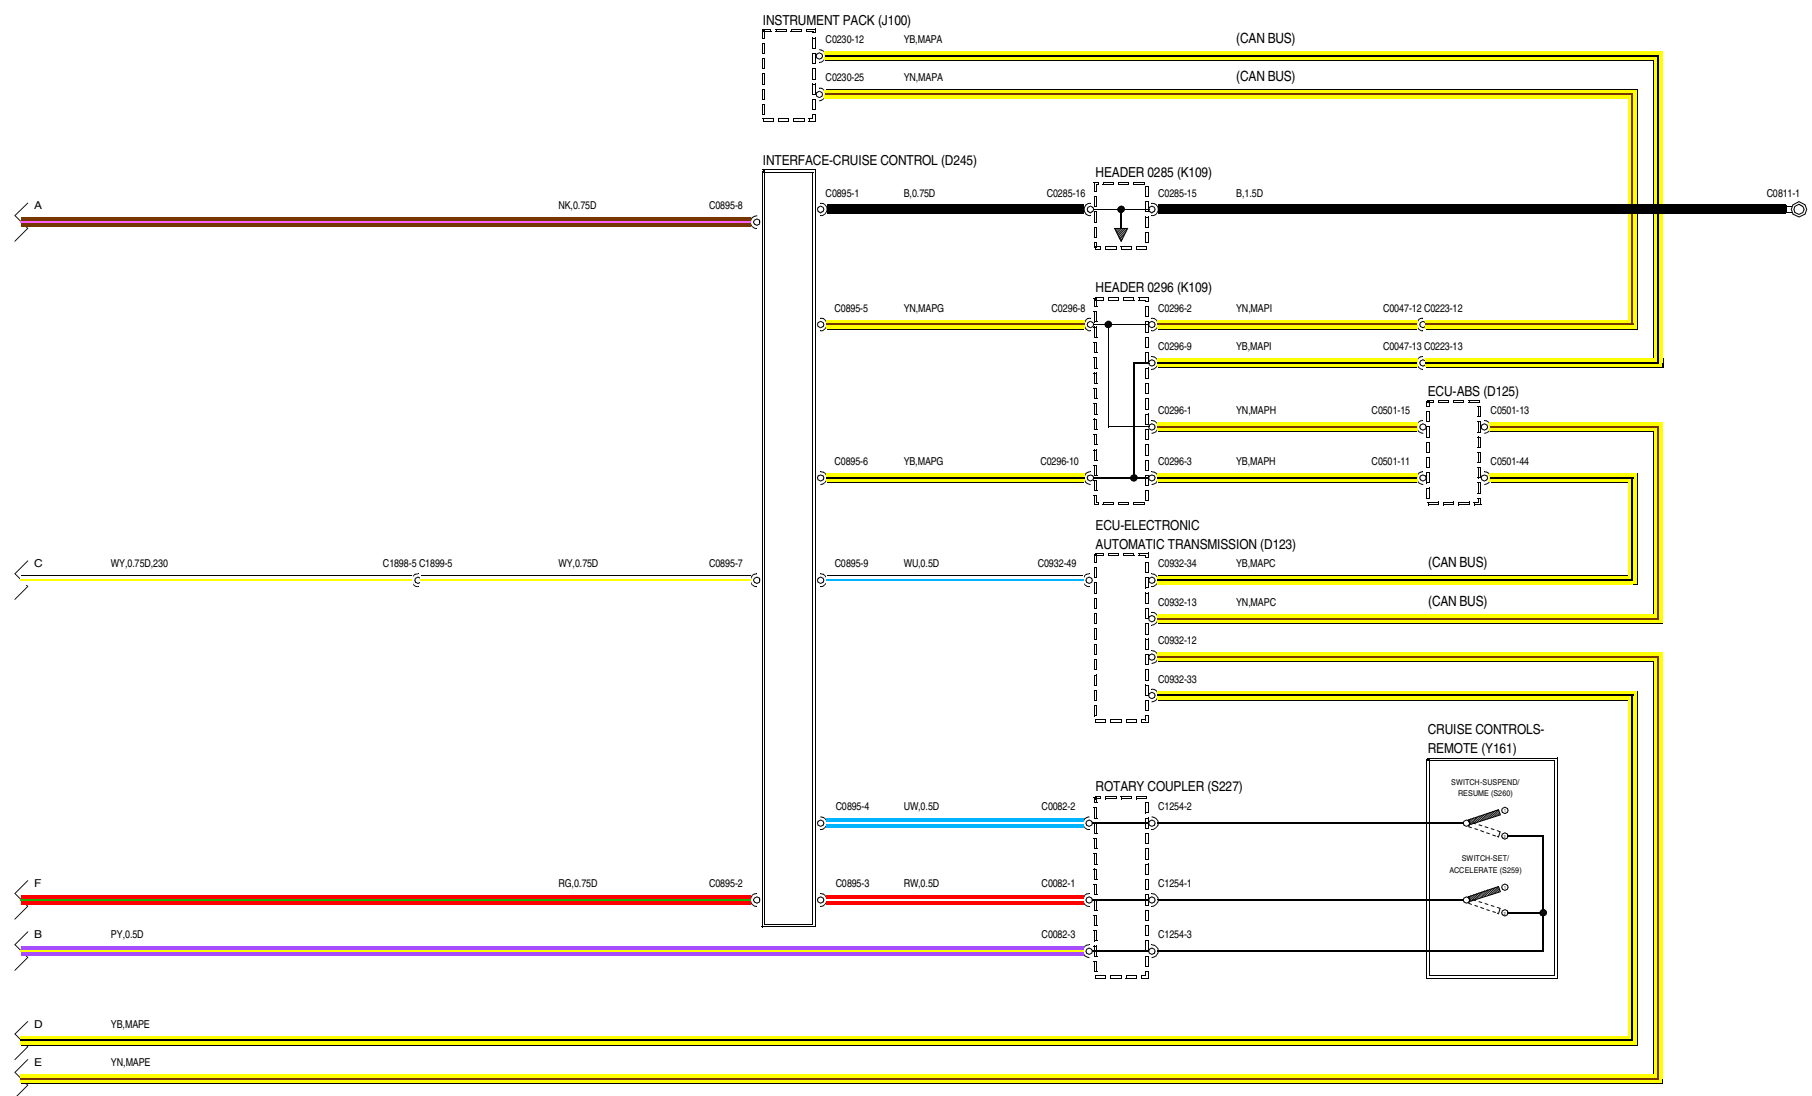 INSTRUMENT PACK (J100)
C0230-12 YB,MAPA (CAN BUS)
C0230-25 YN,MAPA (CAN BUS)
INTERFACE-CRUISE CONTROL (D245)
HEADER 0285 (K109)
A NK,0.75D C0895-8
C0895-1 B,0.75D C0285-16 C0285-15 B,1.5D C0811-1
HEADER 0296 (K109)
C0895-5 YN,MAPG C0296-8 C0296-2 YN,MAPI C0047-12 C0223-12
C0296-9 YB,MAPI C0047-13 C0223-13
ECU-ABS (D125)
C0296-1 YN,MAPH C0501-15 C0501-13
C0895-6 YB,MAPG C0296-10 C0296-3 YB,MAPH C0501-11 C0501-44
ECU-ELECTRONIC
AUTOMATIC TRANSMISSION (D123)
C WY,0.75D,230 C1898-5 C1899-5 WY,0.75D C0895-7 C0895-9 WU,0.5D C0932-49 C0932-34 YB,MAPC (CAN BUS)
C0932-13 YN,MAPC (CAN BUS)
C0932-12
C0932-33
CRUISE CONTROLS-
REMOTE (Y161)
SWITCH-SUSPEND/
RESUME (S260)
ROTARY COUPLER (S227)
C0895-4 UW,0.5D C0082-2 C1254-2
SWITCH-SET/
ACCELERATE (S259)
F RG,0.75D C0895-2 C0895-3 RW,0.5D C0082-1 C1254-1
B PY,0.5D C0082-3 C1254-3
D YB,MAPE
E YN,MAPE